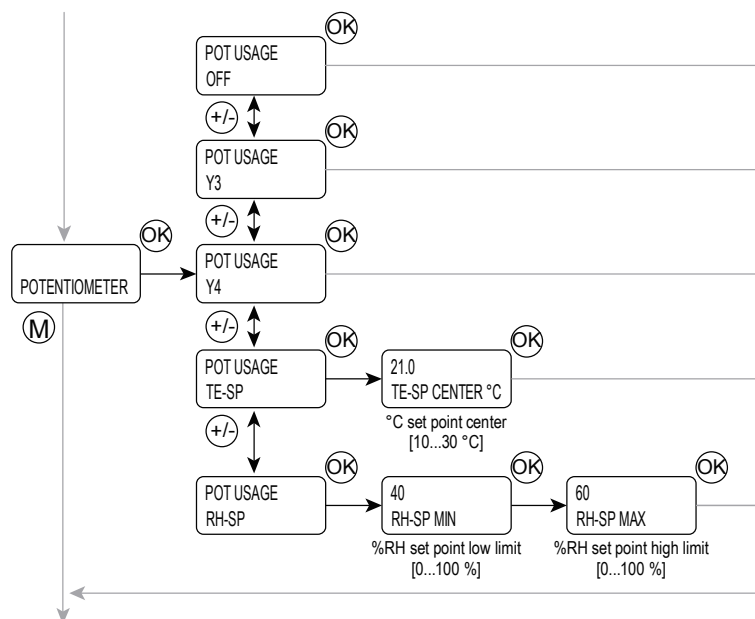 OK
POT USAGE
OFF
+/-
OK
POT USAGE
Y3
+/-
OK
OK
POT USAGE
Y4
POTENTIOMETER
M
+/-
OK
OK
POT USAGE
TE-SP
21.0
TE-SP CENTER °C
°C set point center
[10...30 °C]
+/-
OK
OK
OK
POT USAGE
RH-SP
40
RH-SP MIN
60
RH-SP MAX
%RH set point low limit
[0...100 %]
%RH set point high limit
[0...100 %]